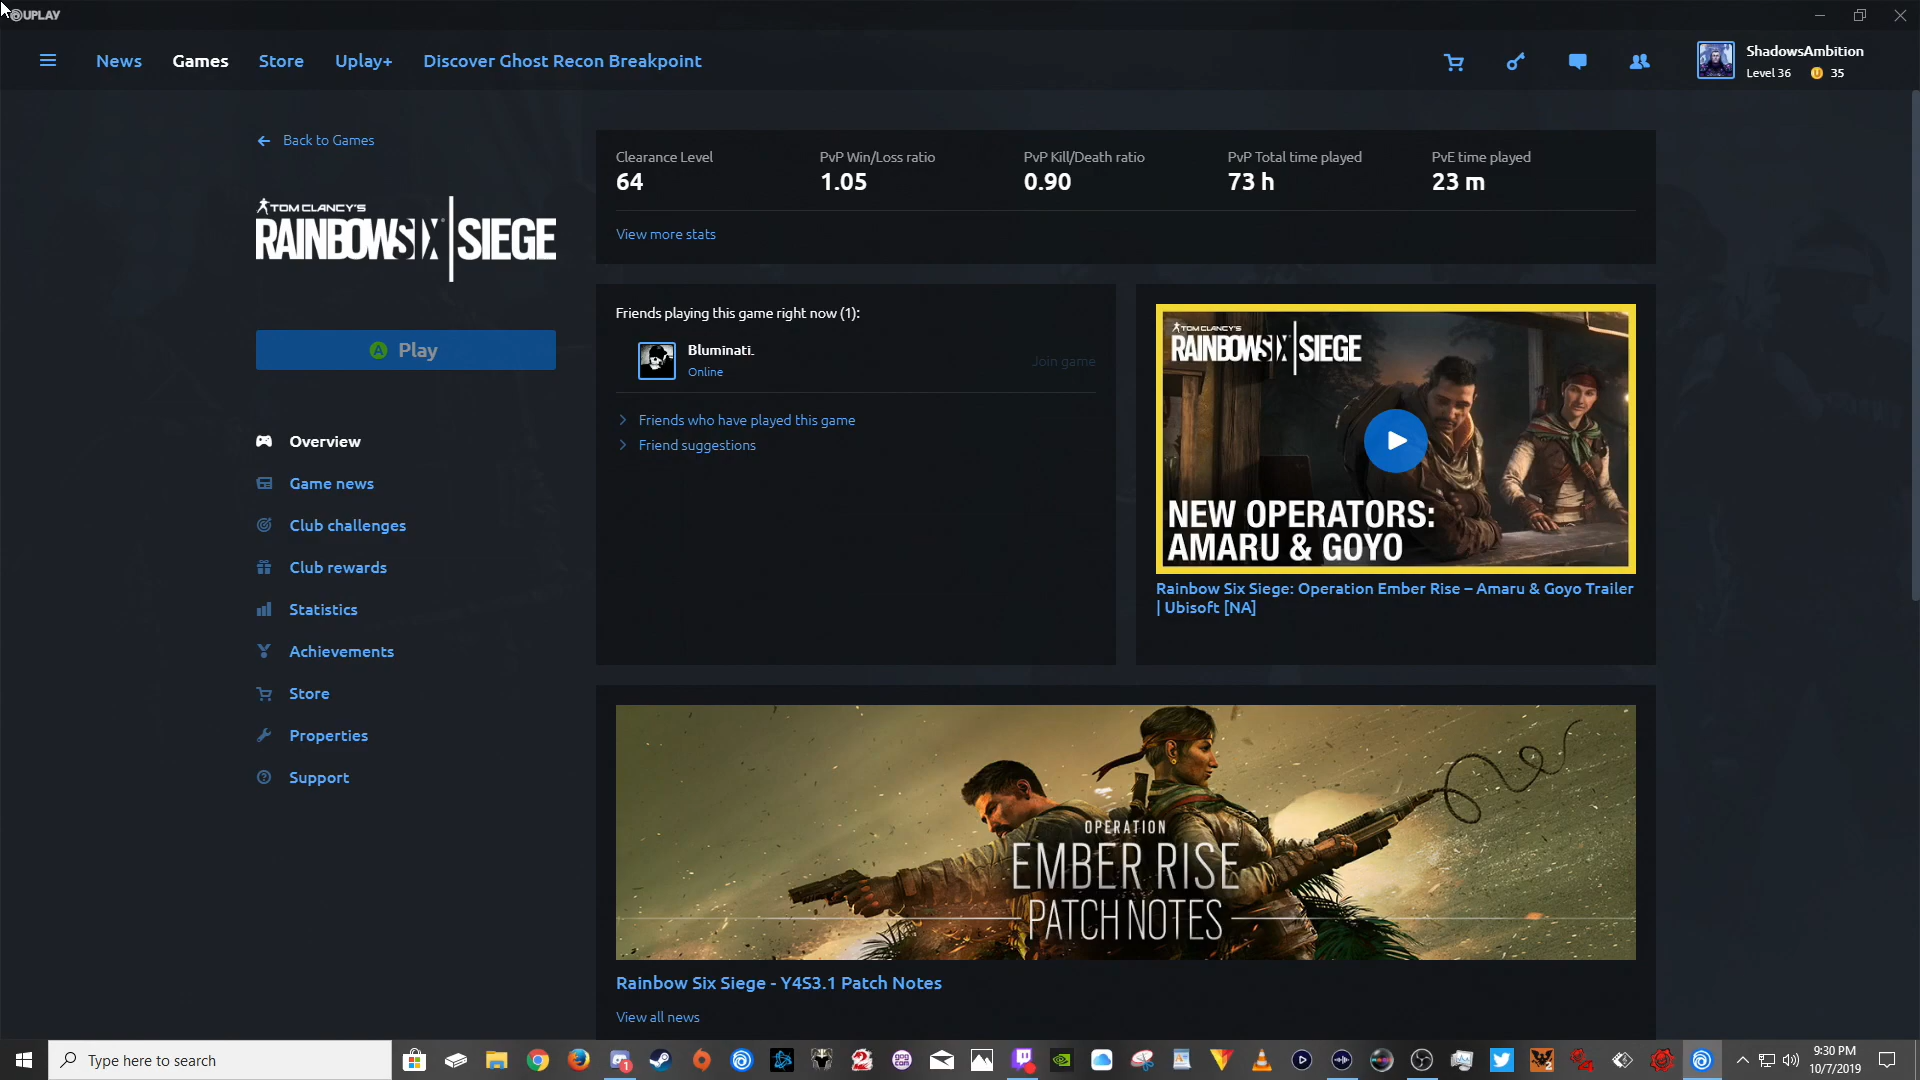 UPLAY
News
Games
Store
Uplay+
Discover Ghost Recon Breakpoint
ShadowsAmbition
Level 36
35
Back to Games
TOM CLANCY'S
RAINBOWSIX | SIEGE
A Play
Overview
Game news
Club challenges
Club rewards
Statistics
Achievements
Store
Properties
Support
Clearance Level
64
PvP Win/Loss ratio
1.05
PvP Kill/Death ratio
0.90
PvP Total time played
73 h
PvE time played
23 m
View more stats
Friends playing this game right now (1):
Bluminati.
Online
Join game
Friends who have played this game
Friend suggestions
TOM CLANCY'S
RAINBOWSIX | SIEGE
NEW OPERATORS:
AMARU & GOYO
Rainbow Six Siege: Operation Ember Rise – Amaru & Goyo Trailer
| Ubisoft [NA]
OPERATION
EMBER RISE
PATCH NOTES
Rainbow Six Siege - Y4S3.1 Patch Notes
View all news
Type here to search
1
gog
com
2
9:30 PM
10/7/2019